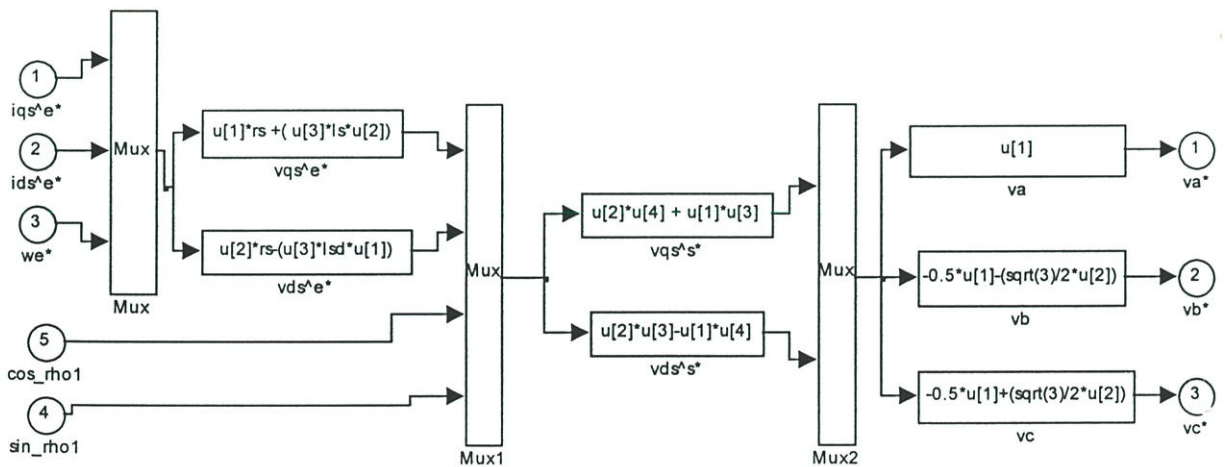 1
iqs^e*
2
ids^e*
3
we*
Mux
Mux
u[1]*rs +( u[3]*ls*u[2])
vqs^e*
u[2]*rs-(u[3]*lsd*u[1])
vds^e*
5
cos_rho1
4
sin_rho1
Mux
Mux1
u[2]*u[4] + u[1]*u[3]
vqs^s*
u[2]*u[3]-u[1]*u[4]
vds^s*
Mux
Mux2
u[1]
va
-0.5*u[1]-(sqrt(3)/2*u[2])
vb
-0.5*u[1]+(sqrt(3)/2*u[2])
vc
1
va*
2
vb*
3
vc*